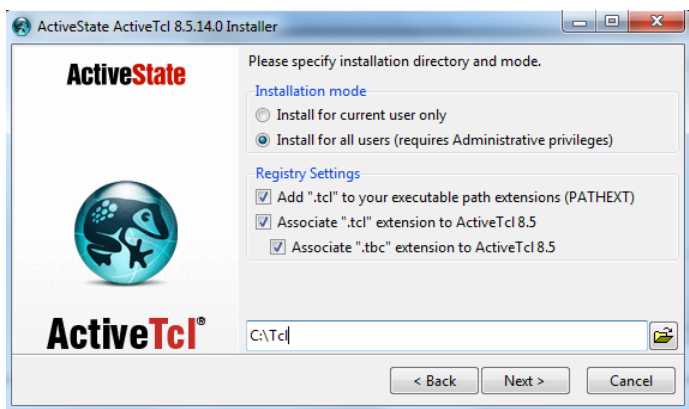 ActiveState ActiveTcl 8.5.14.0 Installer
ActiveState
Please specify installation directory and mode.
Installation mode
Install for current user only
Install for all users (requires Administrative privileges)
Registry Settings
Add ".tcl" to your executable path extensions (PATHEXT)
Associate ".tcl" extension to ActiveTcl 8.5
Associate ".tbc" extension to ActiveTcl 8.5
ActiveTcl®
C:\Tcl
< Back Next > Cancel